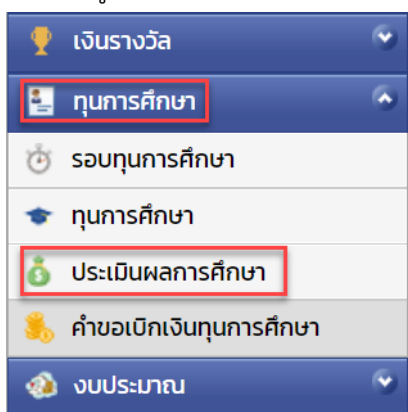 เงินรางวัล
ทุนการศึกษา
รอบทุนการศึกษา
ทุนการศึกษา
ประเมินผลการศึกษา
คำขอเบิกเงินทุนการศึกษา
งบประมาณ